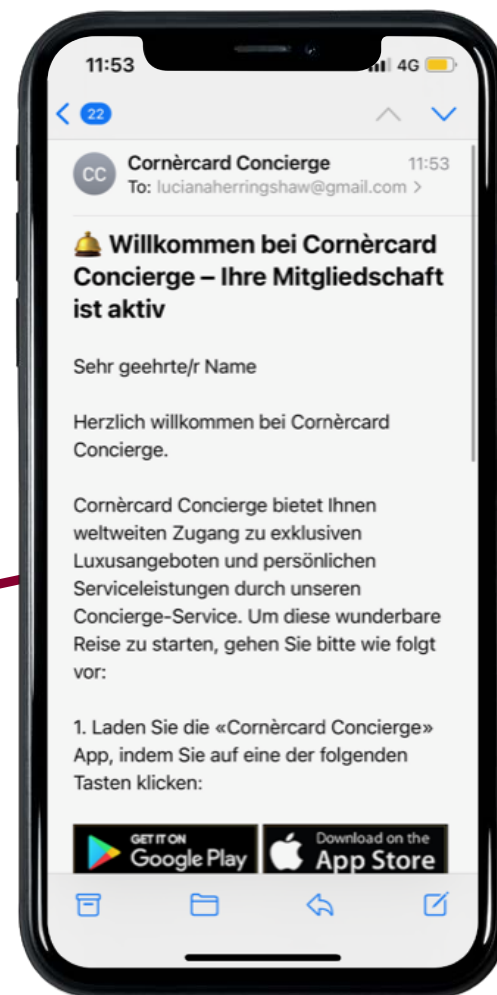 11:53
4G
22
CC
Cornèrcard Concierge
11:53
To: lucianaherringshaw@gmail.com >
🛎️ Willkommen bei Cornèrcard
Concierge – Ihre Mitgliedschaft
ist aktiv
Sehr geehrte/r Name
Herzlich willkommen bei Cornèrcard
Concierge.
Cornèrcard Concierge bietet Ihnen
weltweiten Zugang zu exklusiven
Luxusangeboten und persönlichen
Serviceleistungen durch unseren
Concierge-Service. Um diese wunderbare
Reise zu starten, gehen Sie bitte wie folgt
vor:
1. Laden Sie die «Cornèrcard Concierge»
App, indem Sie auf eine der folgenden
Tasten klicken:
GET IT ON
Google Play
Download on the
App Store